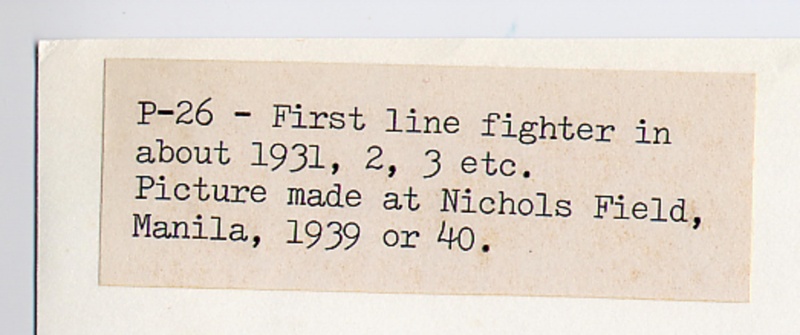 P-26 - First line fighter in
about 1931, 2, 3 etc.
Picture made at Nichols Field,
Manila, 1939 or 40.